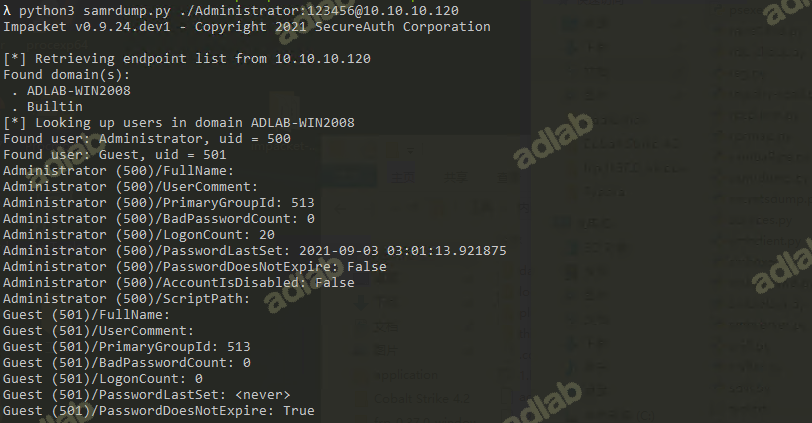 λ python3 samrdump.py ./Administrator:123456@10.10.10.120
Impacket v0.9.24.dev1 - Copyright 2021 SecureAuth Corporation
[*] Retrieving endpoint list from 10.10.10.120
Found domain(s):
 . ADLAB-WIN2008
 . Builtin
[*] Looking up users in domain ADLAB-WIN2008
Found user: Administrator, uid = 500
Found user: Guest, uid = 501
Administrator (500)/FullName:
Administrator (500)/UserComment:
Administrator (500)/PrimaryGroupId: 513
Administrator (500)/BadPasswordCount: 0
Administrator (500)/LogonCount: 20
Administrator (500)/PasswordLastSet: 2021-09-03 03:01:13.921875
Administrator (500)/PasswordDoesNotExpire: False
Administrator (500)/AccountIsDisabled: False
Administrator (500)/ScriptPath:
Guest (501)/FullName:
Guest (501)/UserComment:
Guest (501)/PrimaryGroupId: 513
Guest (501)/BadPasswordCount: 0
Guest (501)/LogonCount: 0
Guest (501)/PasswordLastSet: <never>
Guest (501)/PasswordDoesNotExpire: True
adlab
adlab
adlab
adlab
adlab
adlab
adlab